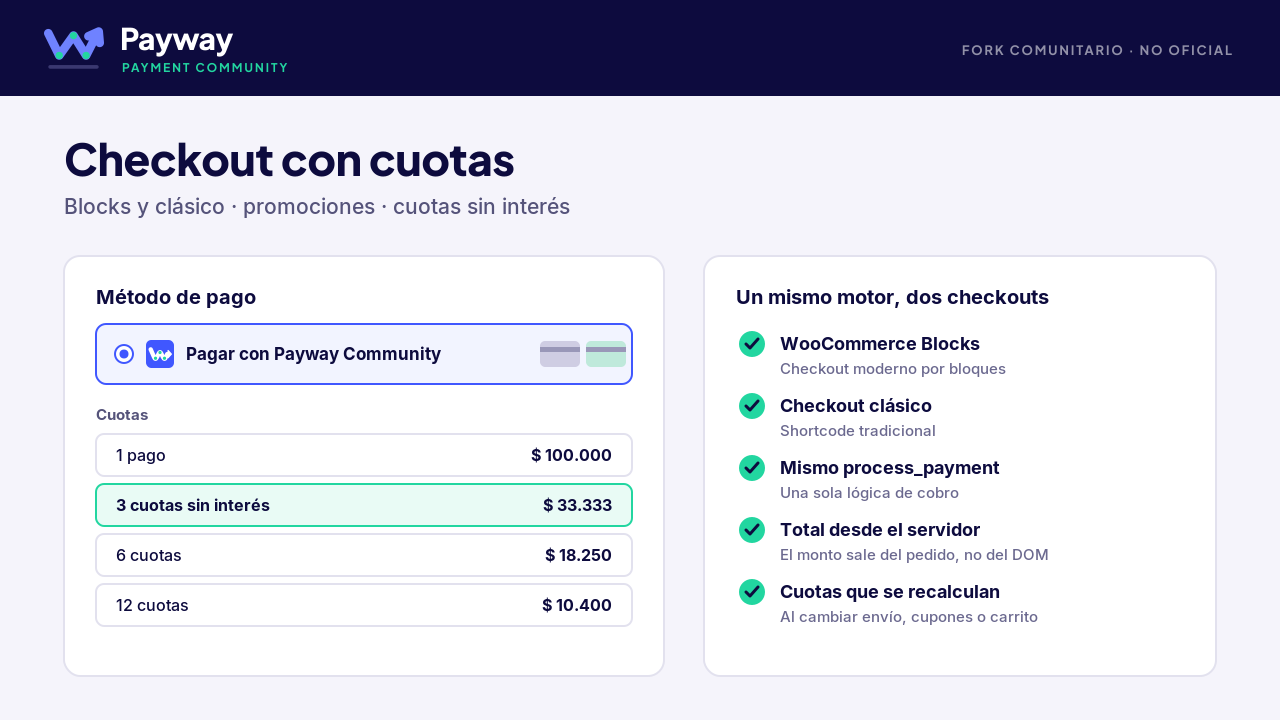 Payway
PAYMENT COMMUNITY
FORK COMUNITARIO · NO OFICIAL
Checkout con cuotas
Blocks y clásico · promociones · cuotas sin interés
Método de pago
Pagar con Payway Community
Cuotas
1 pago $ 100.000
3 cuotas sin interés $ 33.333
6 cuotas $ 18.250
12 cuotas $ 10.400
Un mismo motor, dos checkouts
WooCommerce Blocks
Checkout moderno por bloques
Checkout clásico
Shortcode tradicional
Mismo process_payment
Una sola lógica de cobro
Total desde el servidor
El monto sale del pedido, no del DOM
Cuotas que se recalculan
Al cambiar envío, cupones o carrito